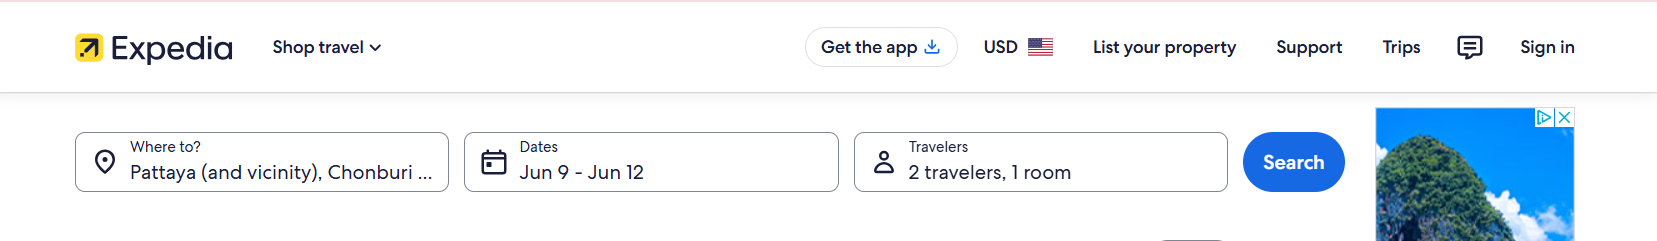 Expedia
Shop travel
Get the app
USD
List your property
Support
Trips
Sign in
Where to?
Pattaya (and vicinity), Chonburi ...
Dates
Jun 9 - Jun 12
Travelers
2 travelers, 1 room
Search